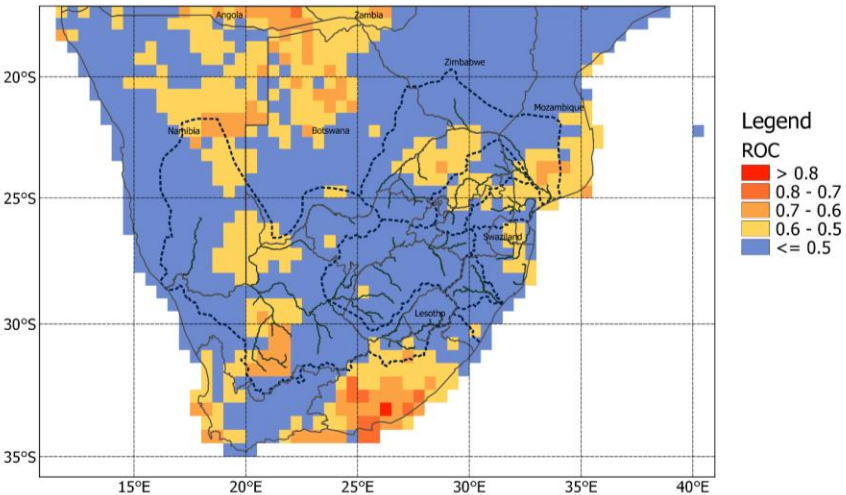 Angola
Zambia
20°S
Zimbabwe
Mozambique
Namibia
Botswana
25°S
Swaziland
Lesotho
30°S
35°S
15°E
20°E
25°E
30°E
35°E
40°E
Legend
ROC
> 0.8
0.8 - 0.7
0.7 - 0.6
0.6 - 0.5
<= 0.5